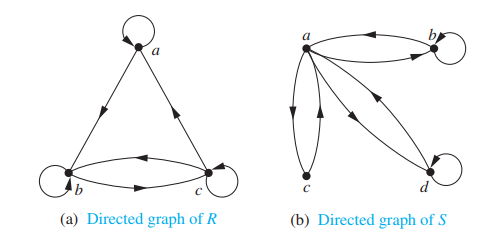 a
b
c
(a) Directed graph of R
a
b
c
d
(b) Directed graph of S